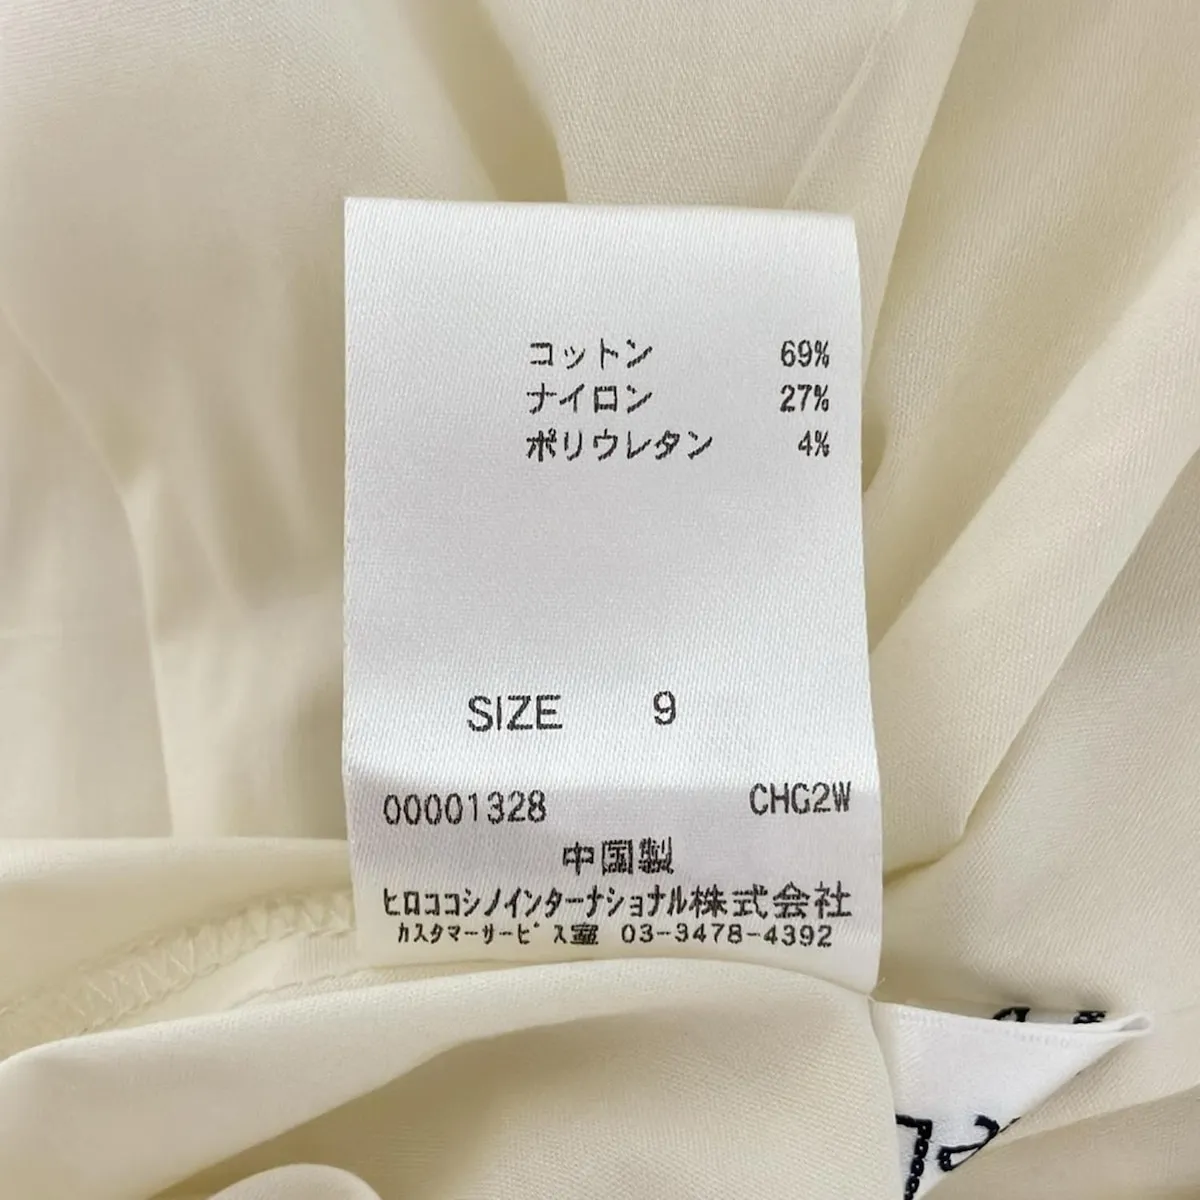 コットン 69%
ナイロン 27%
ポリウレタン 4%
SIZE 9
00001328 CHG2W
中国製
ヒロココシノインターナショナル株式会社
カスタマーサービス室 03-3478-4392